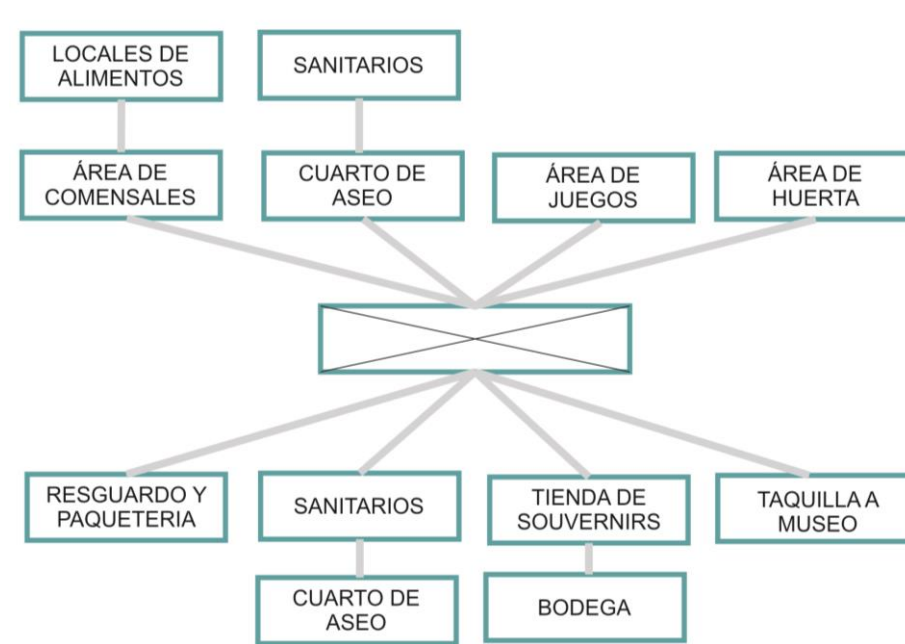 LOCALES DE
ALIMENTOS
SANITARIOS
ÁREA DE
COMENSALES
CUARTO DE
ASEO
ÁREA DE
JUEGOS
ÁREA DE
HUERTA
RESGUARDO Y
PAQUETERIA
SANITARIOS
TIENDA DE
SOUVERNIRS
TAQUILLA A
MUSEO
CUARTO DE
ASEO
BODEGA